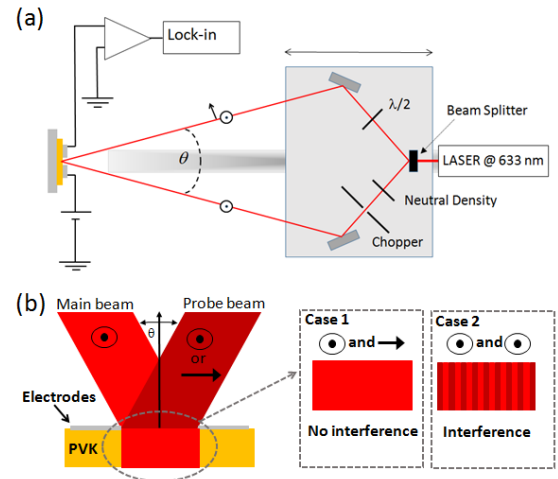 (a)
Lock-in
λ/2
Beam Splitter
θ
LASER @ 633 nm
Neutral Density
Chopper
(b)
Main beam
Probe beam
θ
or
Electrodes
PVK
Case 1
and
No interference
Case 2
and
Interference